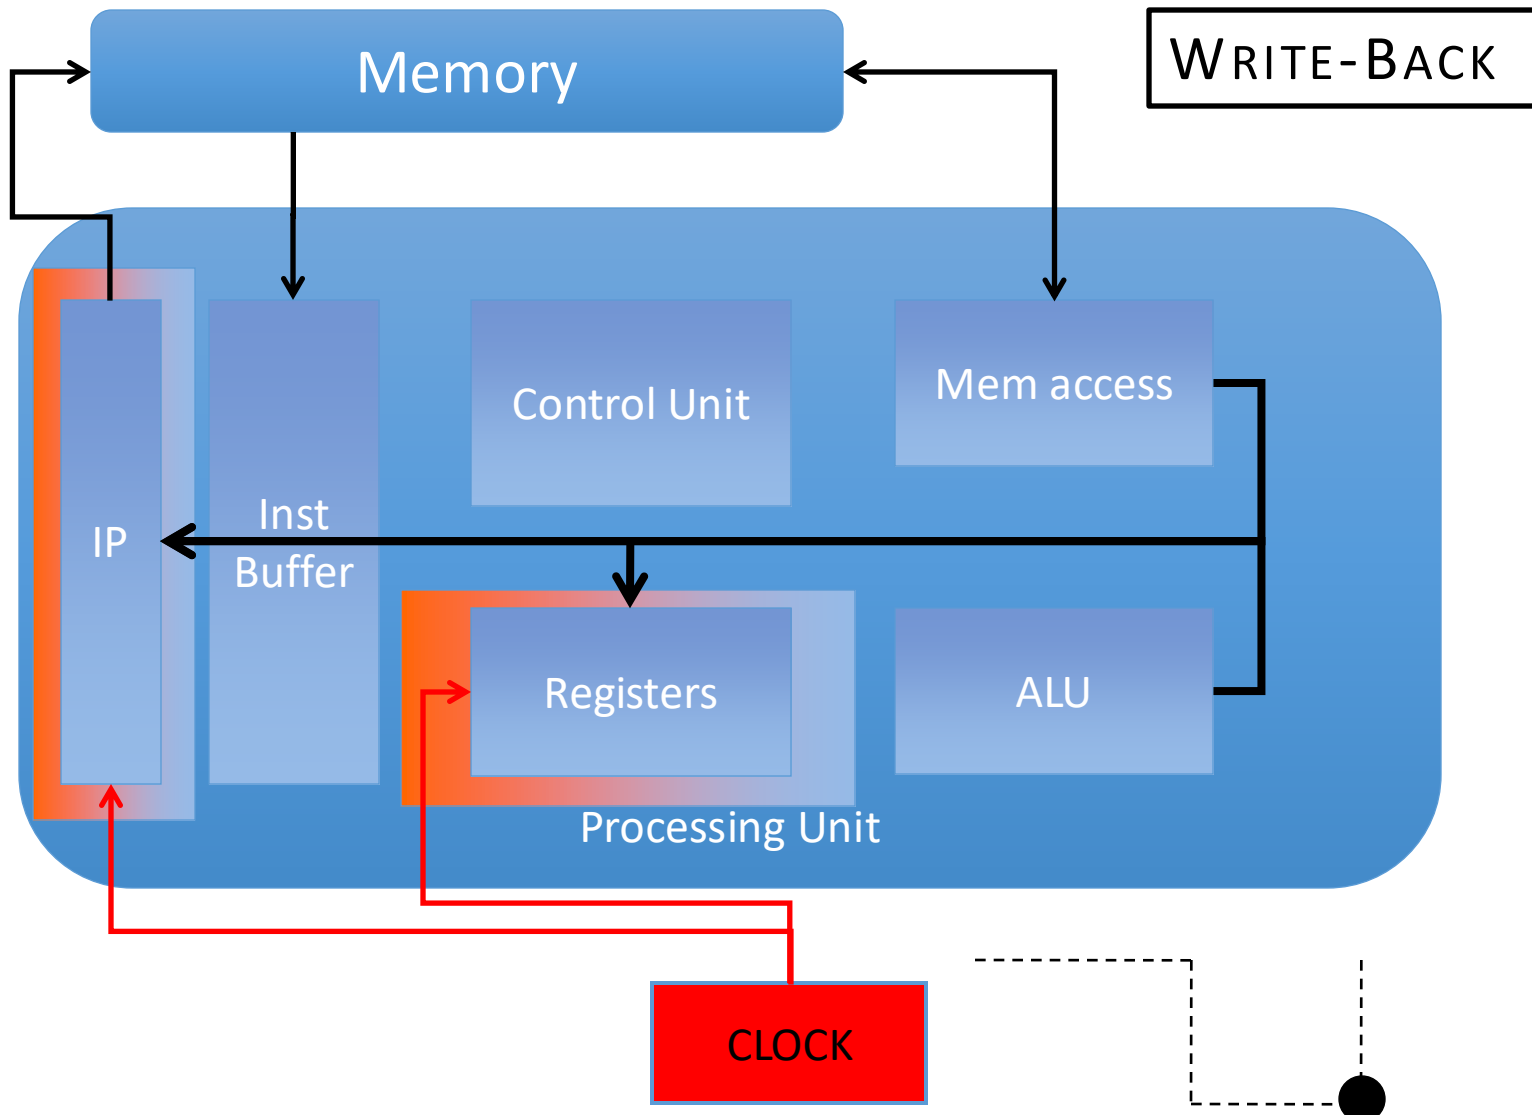 Memory
WRITE-BACK
Control Unit
Mem access
IP
Inst
Buffer
Registers
ALU
Processing Unit
CLOCK